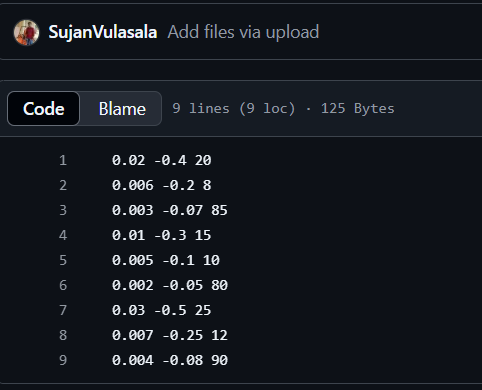 SujanVulasala Add files via upload
Code Blame 9 lines (9 loc) · 125 Bytes
1 0.02 -0.4 20
2 0.006 -0.2 8
3 0.003 -0.07 85
4 0.01 -0.3 15
5 0.005 -0.1 10
6 0.002 -0.05 80
7 0.03 -0.5 25
8 0.007 -0.25 12
9 0.004 -0.08 90